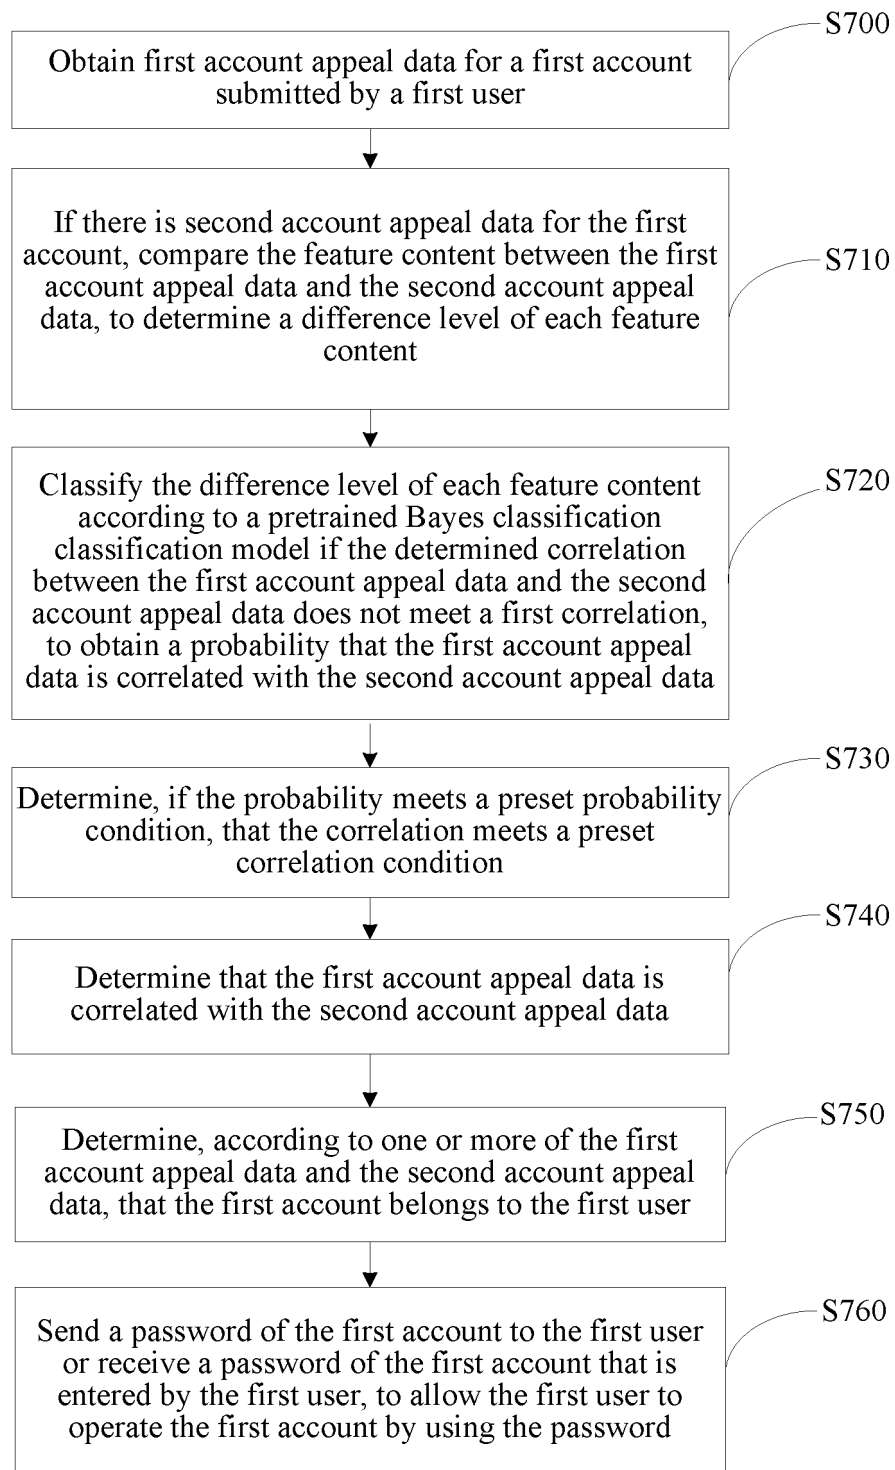 S700
Obtain first account appeal data for a first account
submitted by a first user
If there is second account appeal data for the first
account, compare the feature content between the first
account appeal data and the second account appeal
data, to determine a difference level of each feature
content
S710
Classify the difference level of each feature content
according to a pretrained Bayes classification
classification model if the determined correlation
between the first account appeal data and the second
account appeal data does not meet a first correlation,
to obtain a probability that the first account appeal
data is correlated with the second account appeal data
S720
Determine, if the probability meets a preset probability
condition, that the correlation meets a preset
correlation condition
S730
Determine that the first account appeal data is
correlated with the second account appeal data
S740
Determine, according to one or more of the first
account appeal data and the second account appeal
data, that the first account belongs to the first user
S750
Send a password of the first account to the first user
or receive a password of the first account that is
entered by the first user, to allow the first user to
operate the first account by using the password
S760